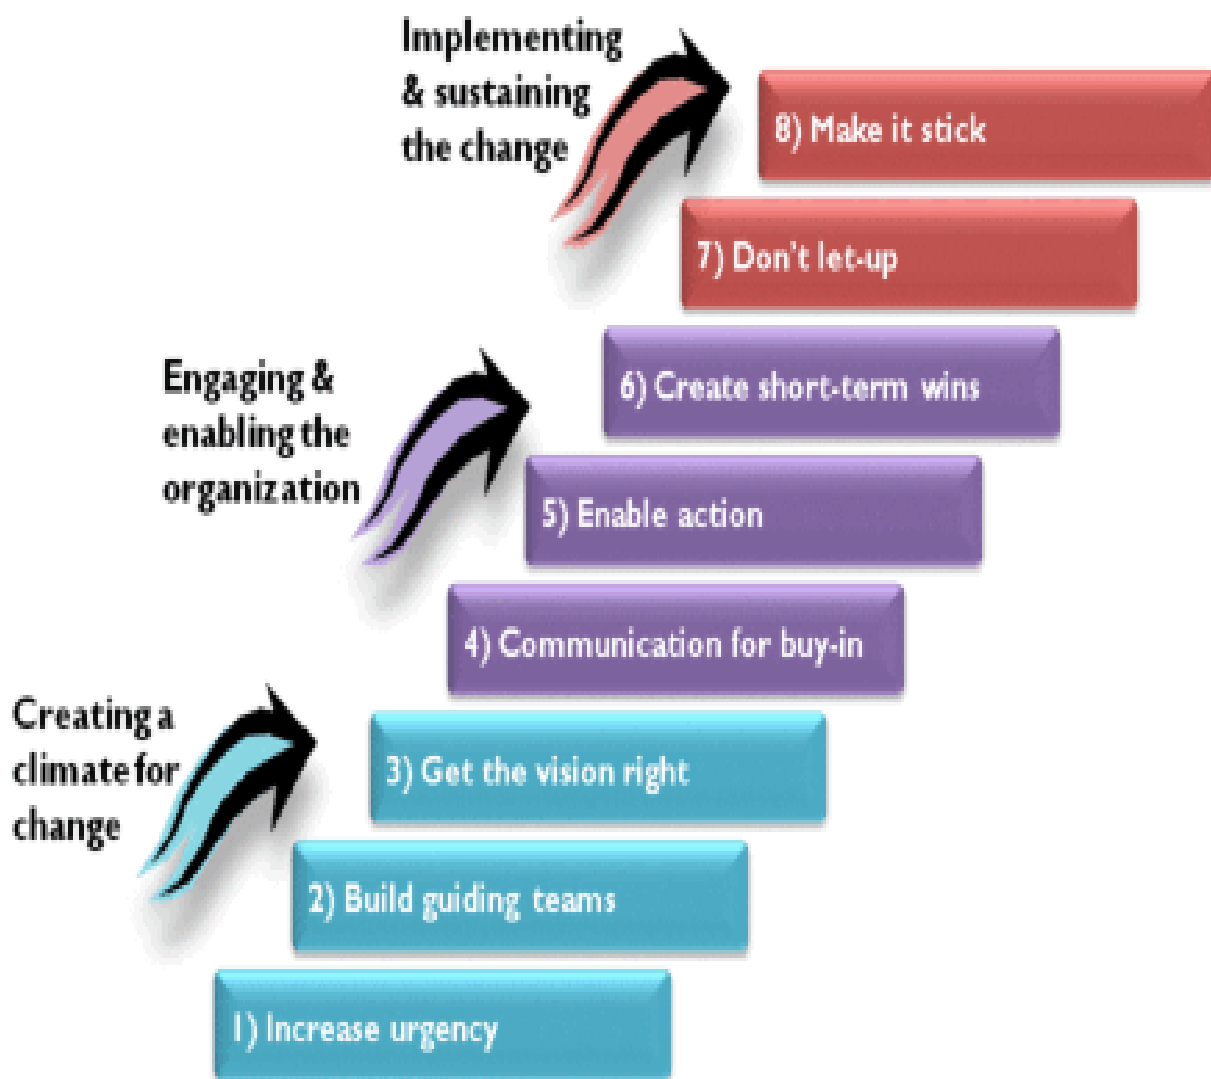 Implementing
& sustaining
the change
8) Make it stick
7) Don't let-up
Engaging &
enabling the
organization
6) Create short-term wins
5) Enable action
4) Communication for buy-in
Creating a
climate for
change
3) Get the vision right
2) Build guiding teams
1) Increase urgency